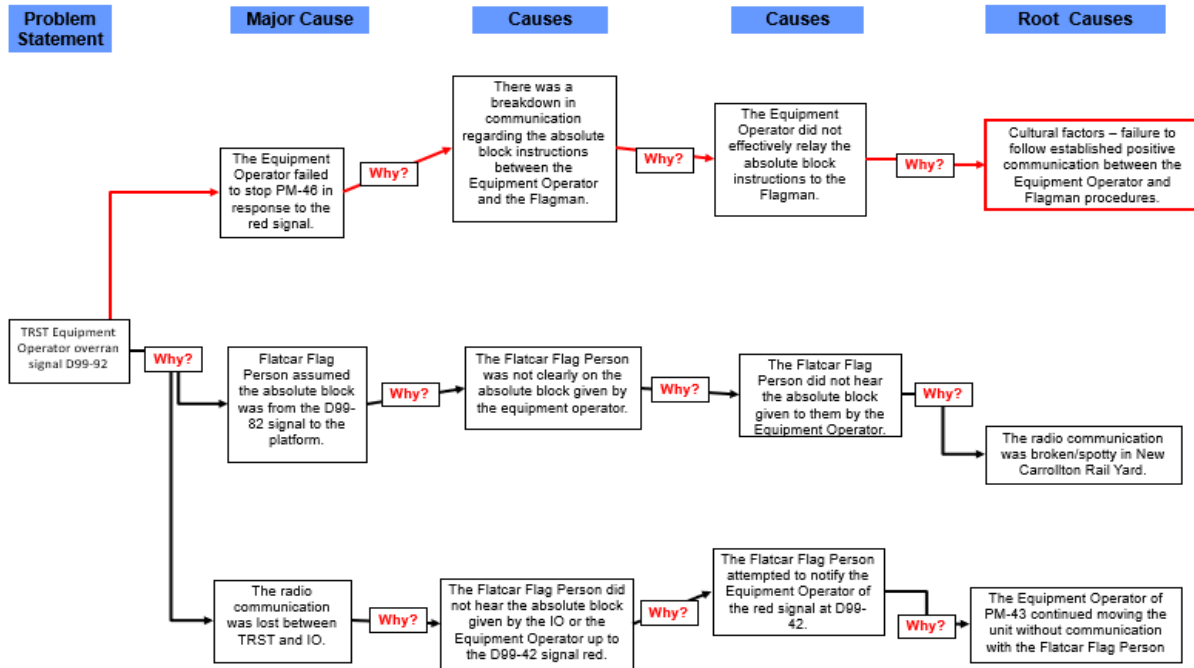 Problem
Statement
Major Cause
Causes
Causes
Root Causes
The Equipment
Operator failed
to stop PM-46 in
response to the
red signal.
Why?
There was a
breakdown in
communication
regarding the absolute
block instructions
between the
Equipment Operator
and the Flagman.
Why?
The Equipment
Operator did not
effectively relay the
absolute block
instructions to the
Flagman.
Why?
Cultural factors – failure to
follow established positive
communication between the
Equipment Operator and
Flagman procedures.
TRST Equipment
Operator overran
signal D99-92
Why?
Flatcar Flag
Person assumed
the absolute block
was from the D99-
82 signal to the
platform.
Why?
The Flatcar Flag Person
was not clearly on the
absolute block given by
the equipment operator.
Why?
The Flatcar Flag
Person did not hear
the absolute block
given to them by the
Equipment Operator.
Why?
The radio communication
was broken/spotty in New
Carrollton Rail Yard.
The radio
communication
was lost between
TRST and IO.
Why?
The Flatcar Flag Person did
not hear the absolute block
given by the IO or the
Equipment Operator up to
the D99-42 signal red.
Why?
The Flatcar Flag Person
attempted to notify the
Equipment Operator of
the red signal at D99-
42.
Why?
The Equipment Operator of
PM-43 continued moving the
unit without communication
with the Flatcar Flag Person